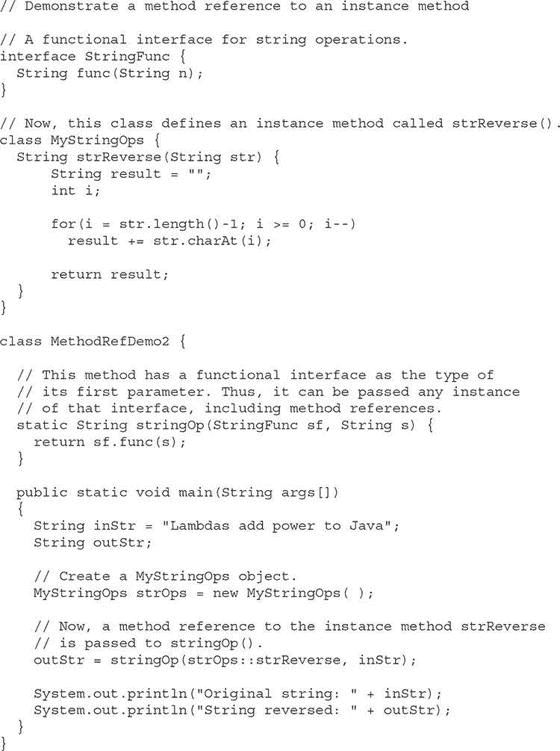 // Demonstrate a method reference to an instance method

// A functional interface for string operations.
interface StringFunc {
  String func(String n);
}

// Now, this class defines an instance method called strReverse().
class MyStringOps {
  String strReverse(String str) {
      String result = "";
      int i;

      for(i = str.length()-1; i >= 0; i--)
        result += str.charAt(i);

      return result;
  }
}

class MethodRefDemo2 {

  // This method has a functional interface as the type of
  // its first parameter. Thus, it can be passed any instance
  // of that interface, including method references.
  static String stringOp(StringFunc sf, String s) {
    return sf.func(s);
  }

  public static void main(String args[])
  {
    String inStr = "Lambdas add power to Java";
    String outStr;

    // Create a MyStringOps object.
    MyStringOps strOps = new MyStringOps( );

    // Now, a method reference to the instance method strReverse
    // is passed to stringOp().
    outStr = stringOp(strOps::strReverse, inStr);

    System.out.println("Original string: " + inStr);
    System.out.println("String reversed: " + outStr);
  }
}